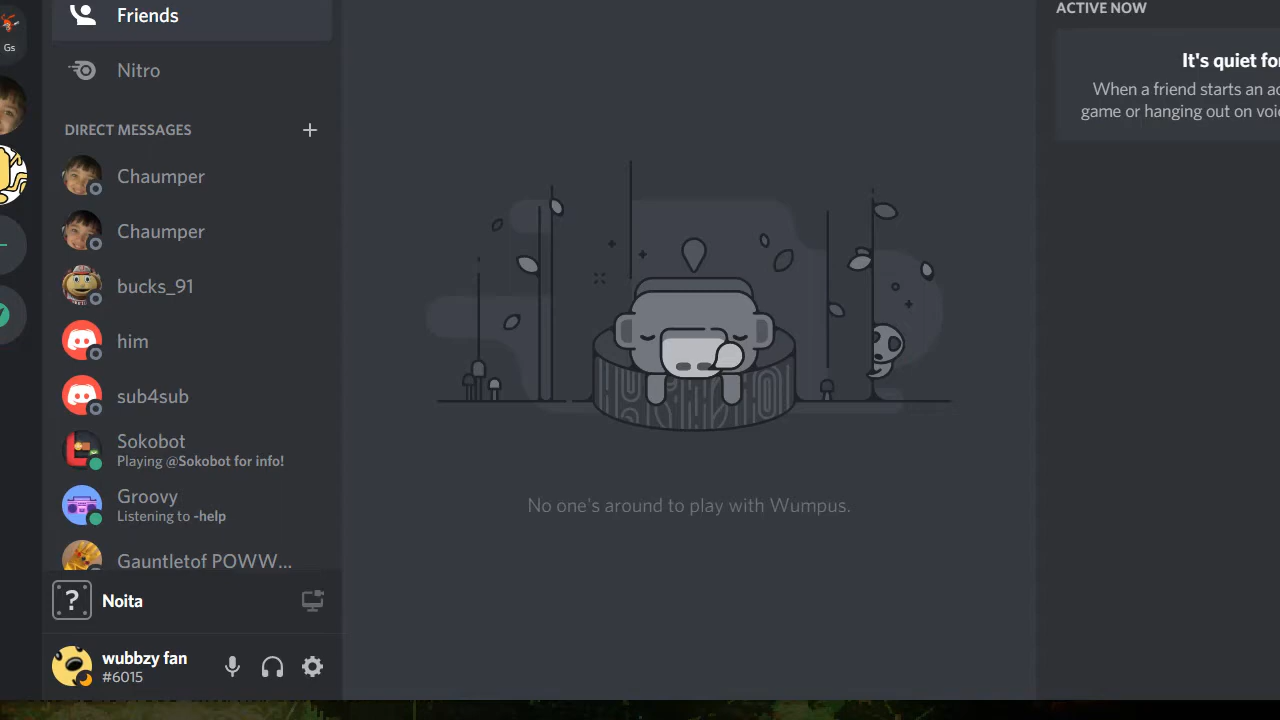 Gs
Friends
Nitro
DIRECT MESSAGES
Chaumper
Chaumper
bucks_91
him
sub4sub
Sokobot
Playing @Sokobot for info!
Groovy
Listening to -help
Gauntletof POWW...
?
Noita
wubbzy fan
#6015
No one's around to play with Wumpus.
ACTIVE NOW
It's quiet fo
When a friend starts an a
game or hanging out on voi